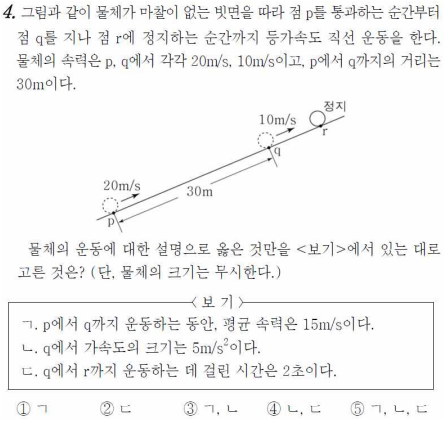 4. 그림과 같이 물체가 마찰이 없는 빗면을 따라 점 p를 통과하는 순간부터
점 q를 지나 점 r에 정지하는 순간까지 등가속도 직선 운동을 한다.
물체의 속력은 p, q에서 각각 20m/s, 10m/s이고, p에서 q까지의 거리는
30m이다.
정지
10m/s
r
q
20m/s
30m
p
물체의 운동에 대한 설명으로 옳은 것만을 <보기>에서 있는 대로
고른 것은? (단, 물체의 크기는 무시한다.)
<보 기>
ㄱ. p에서 q까지 운동하는 동안, 평균 속력은 15m/s이다.
ㄴ. q에서 가속도의 크기는 5m/s²이다.
ㄷ. q에서 r까지 운동하는 데 걸린 시간은 2초이다.
① ㄱ ② ㄷ ③ ㄱ, ㄴ ④ ㄴ, ㄷ ⑤ ㄱ, ㄴ, ㄷ